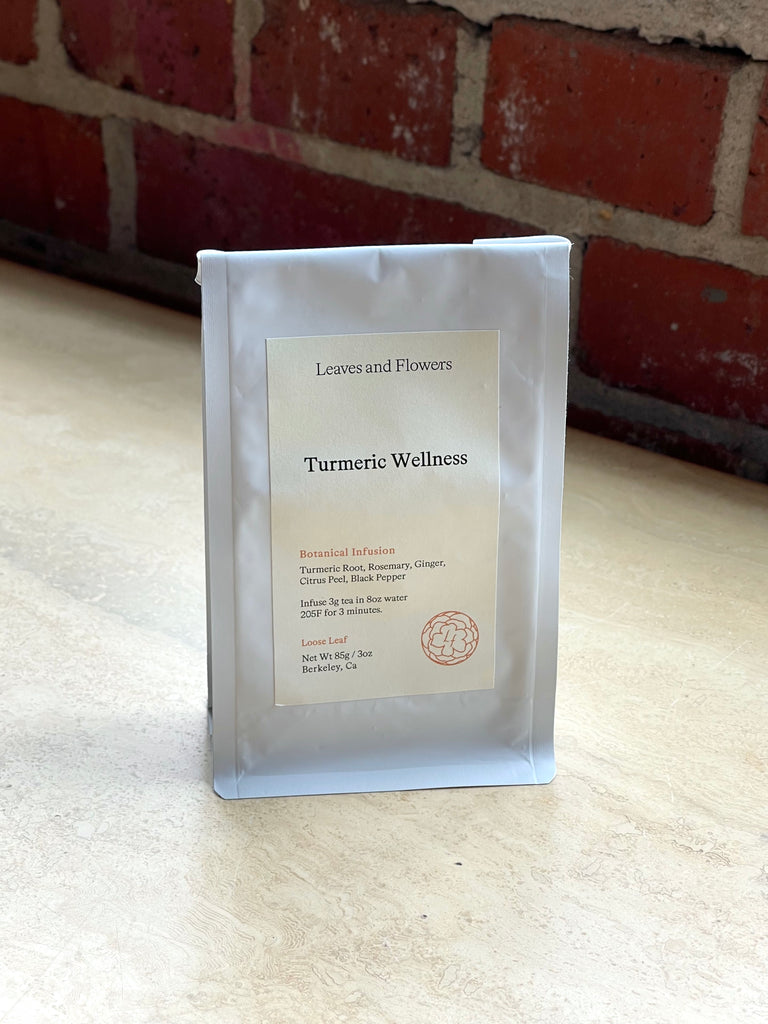 Leaves and Flowers
Turmeric Wellness
Botanical Infusion
Turmeric Root, Rosemary, Ginger,
Citrus Peel, Black Pepper
Infuse 3g tea in 8oz water
205F for 3 minutes.
Loose Leaf
Net Wt 85g / 3oz
Berkeley, Ca